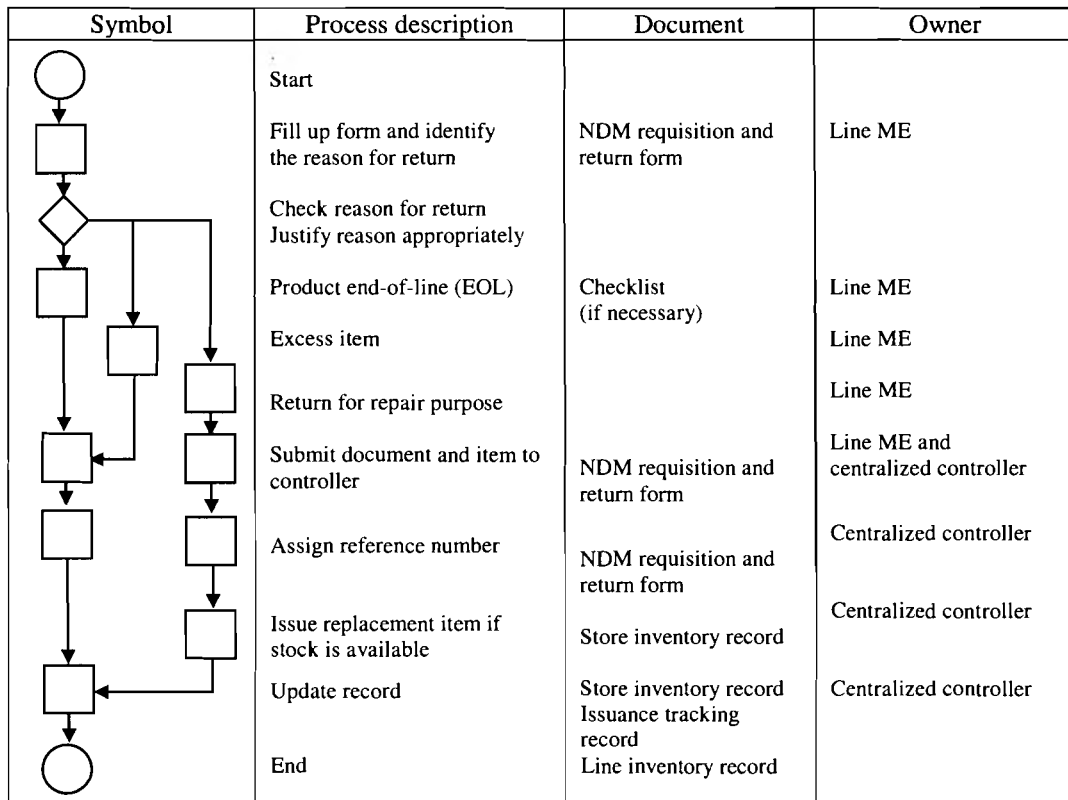 Symbol Process description Document Owner
Start
Fill up form and identify NDM requisition and Line ME
the reason for return return form
Check reason for return
Justify reason appropriately
Product end-of-line (EOL) Checklist Line ME
(if necessary)
Excess item Line ME
Return for repair purpose Line ME
Submit document and item to NDM requisition and Line ME and
controller return form centralized controller
Assign reference number NDM requisition and Centralized controller
return form
Issue replacement item if Store inventory record Centralized controller
stock is available
Update record Store inventory record Centralized controller
Issuance tracking
record
End Line inventory record